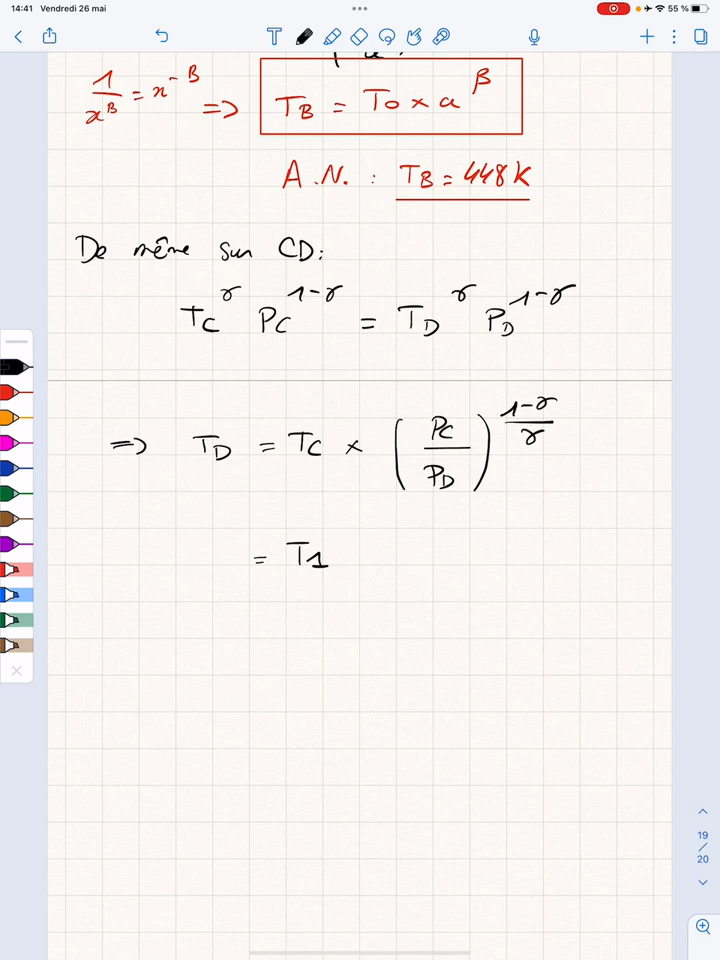 14:41 Vendredi 26 mai
55 %
1/x^B = x^-B => T_B = T_0 × a^β
A.N. : T_B = 448 K
De même sur CD:
T_C^γ P_C^1-γ = T_D^γ P_D^1-γ
=> T_D = T_C × (P_C/P_D)^(1-γ/γ)
= T_1
19
/
20